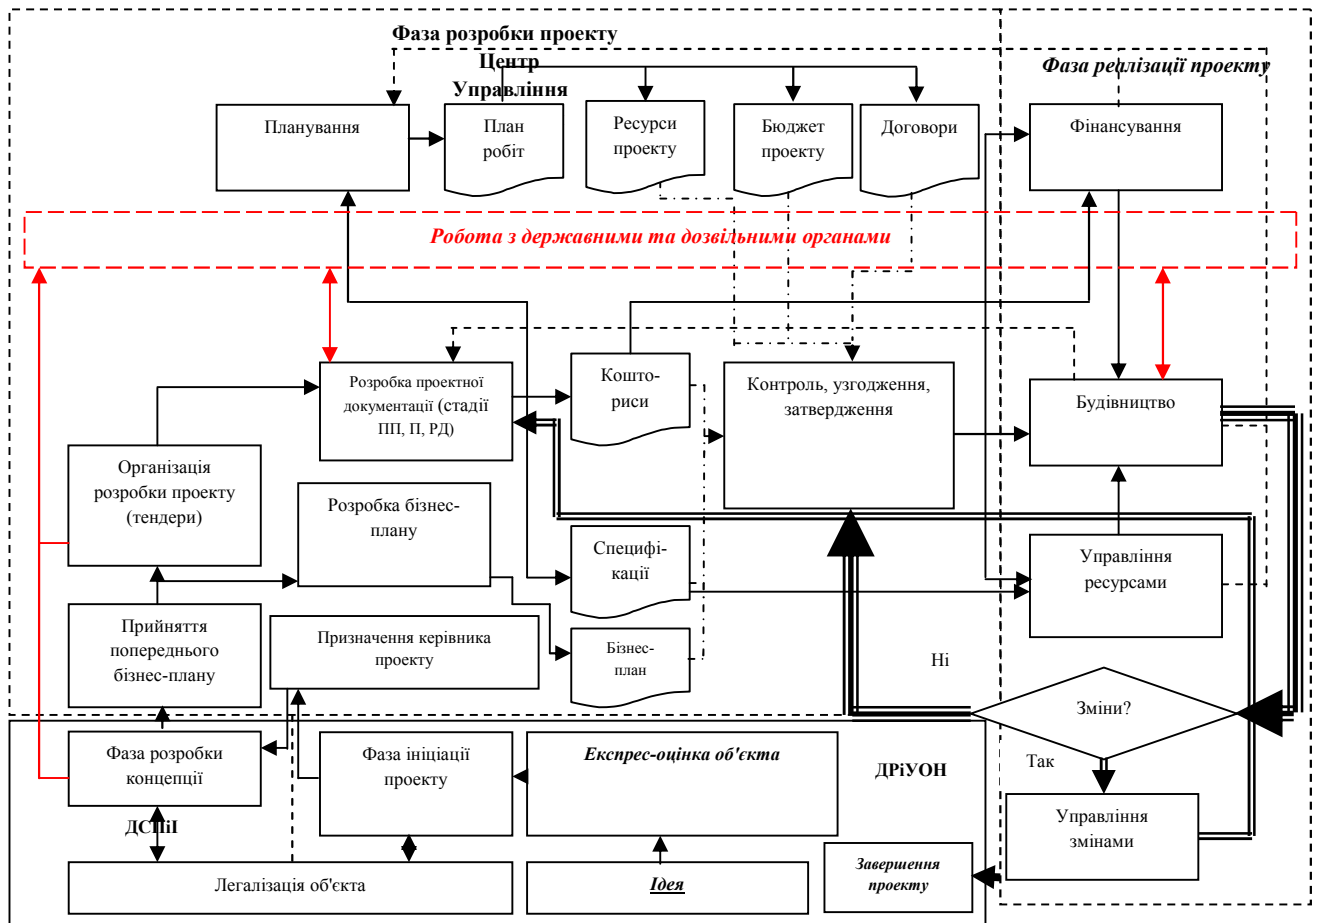 Фаза розробки проекту
Центр
Управління
Фаза реалізації проекту
Планування
План
робіт
Ресурси
проекту
Бюджет
проекту
Договори
Фінансування
Робота з державними та дозвільними органами
Розробка проектної
документації (стадії
ПП, П, РД)
Кошто-
риси
Контроль, узгодження,
затвердження
Будівництво
Організація
розробки проекту
(тендери)
Розробка бізнес-
плану
Специфі-
кації
Управління
ресурсами
Прийняття
попереднього
бізнес-плану
Призначення керівника
проекту
Бізнес-
план
Ні
Зміни?
Фаза розробки
концепції
Фаза ініціації
проекту
Експрес-оцінка об'єкта
ДРіУОН
Так
ДСПіІ
Управління
змінами
Легалізація об'єкта
Ідея
Завершення
проекту